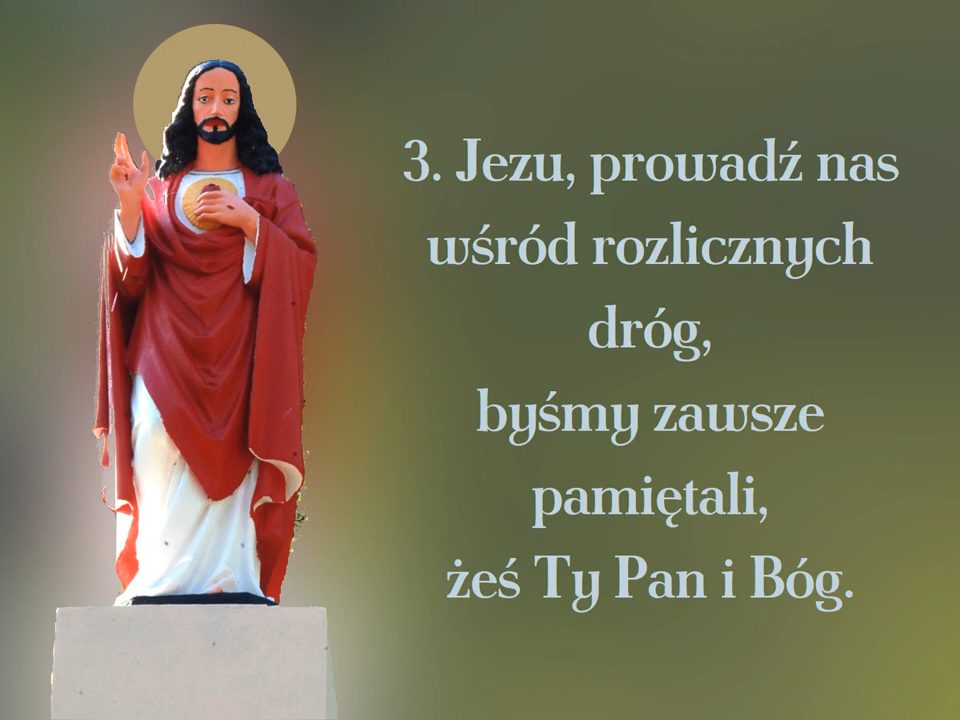 3. Jezu, prowadź nas
wśród rozlicznych
dróg,
byśmy zawsze
pamiętali,
żeś Ty Pan i Bóg.